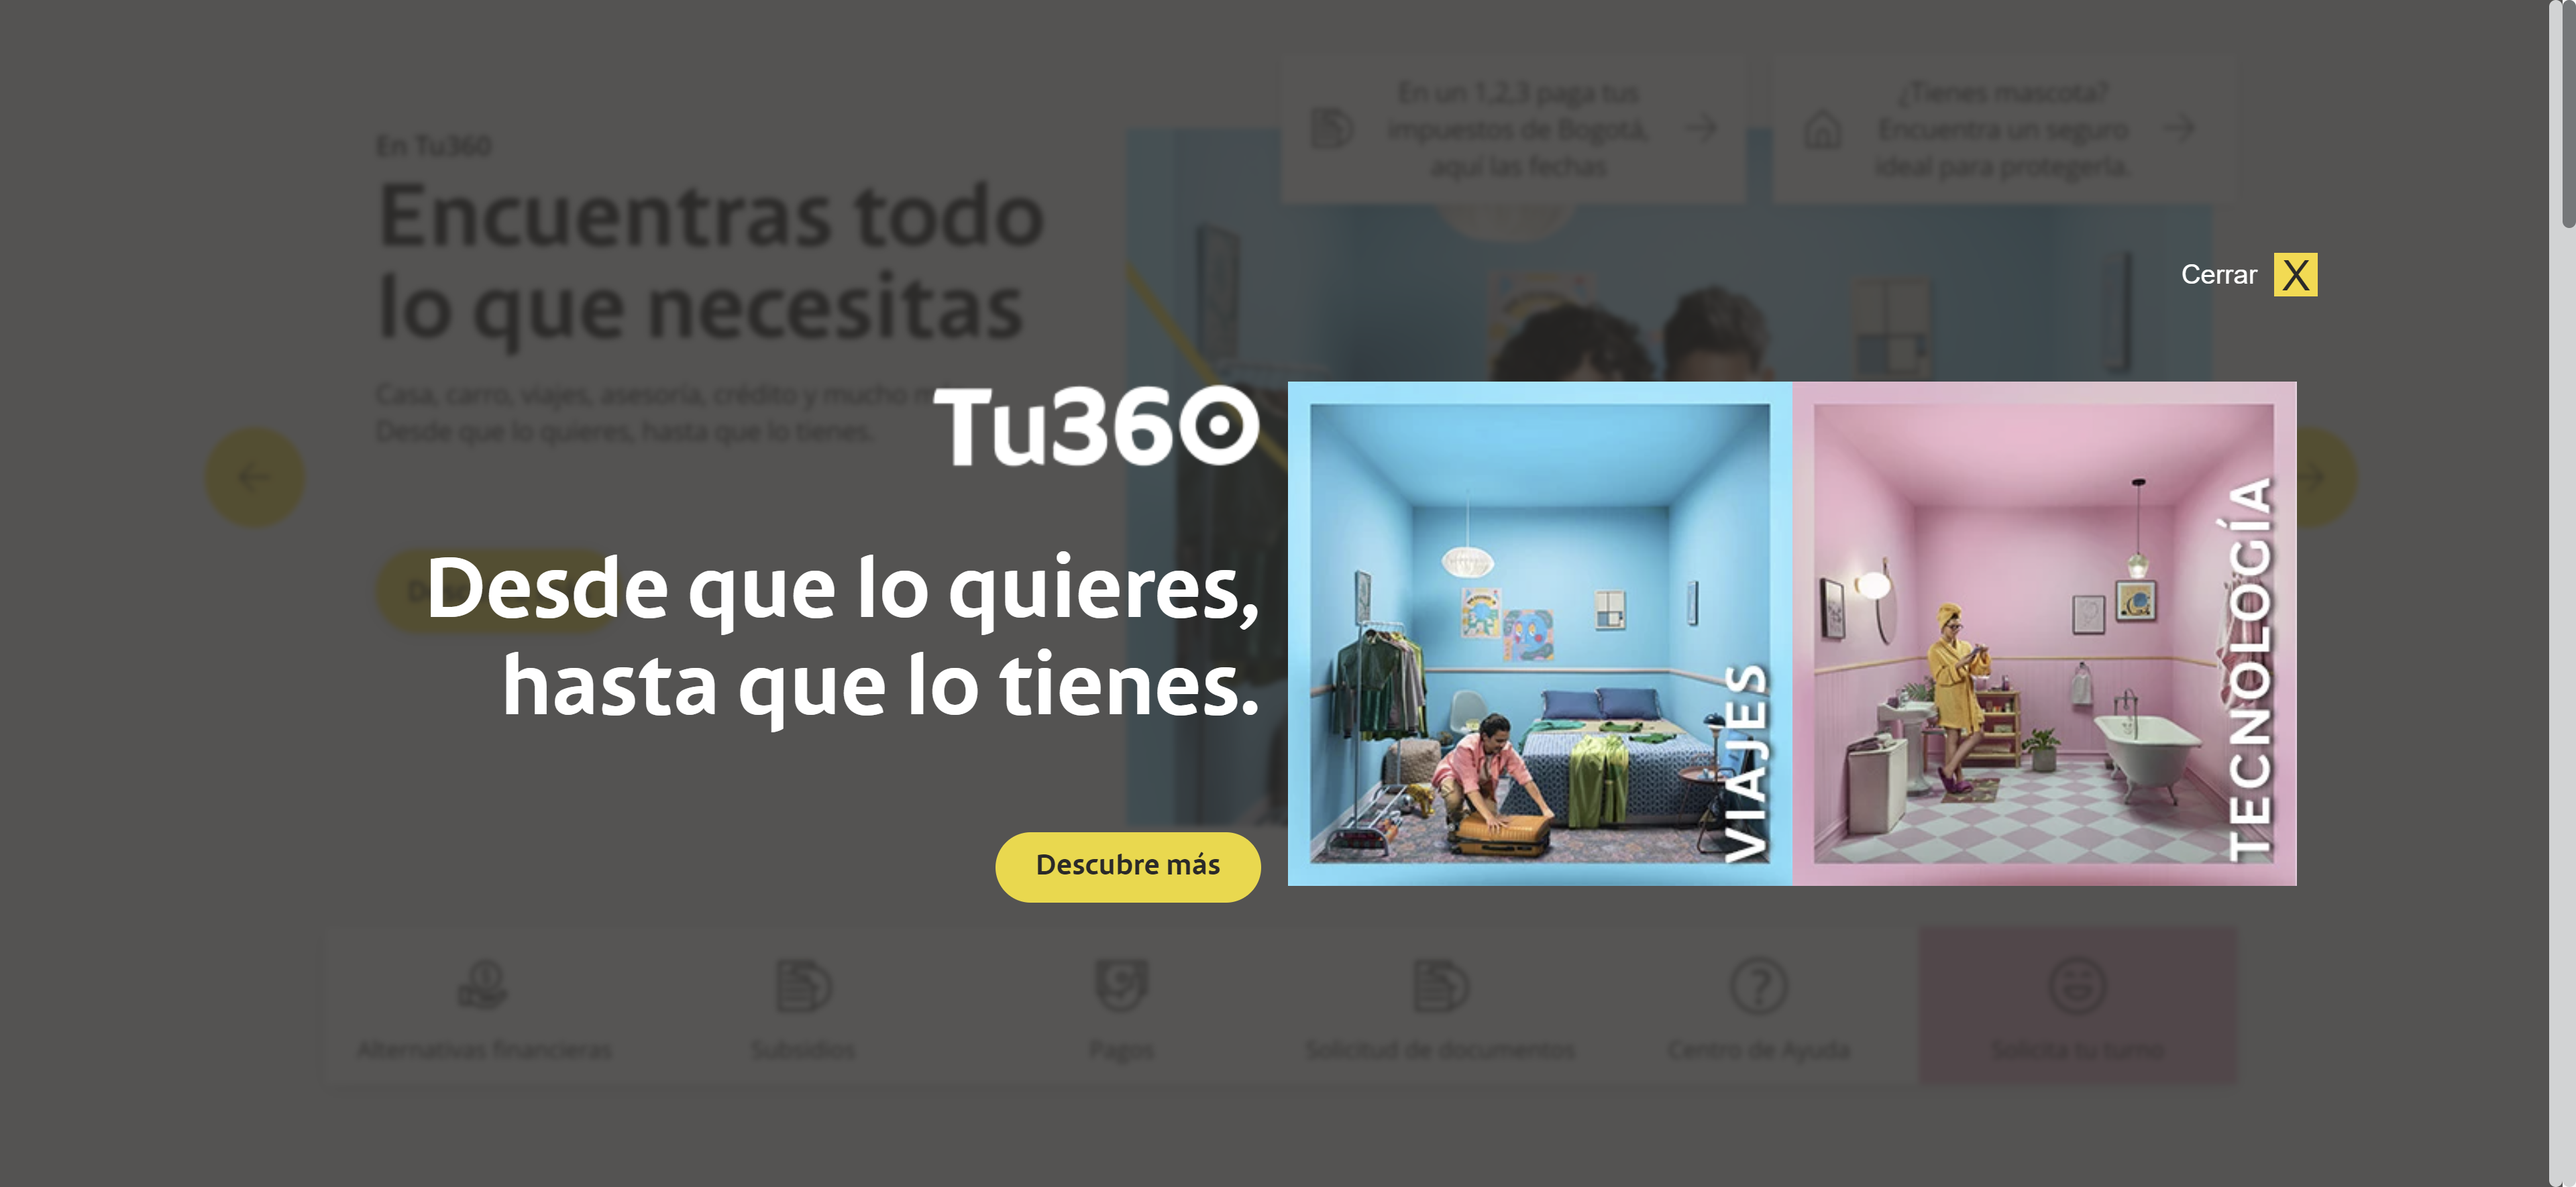 En un 1,2,3 paga tus
impuestos de Bogotá,
aquí las fechas
¿Tienes mascota?
Encuentra un seguro
ideal para protegerla.
En Tu360
Encuentras todo
lo que necesitas
Casa, carro, viajes, asesoría, crédito y mucho
Desde que lo quieres, hasta que lo tienes.
Cerrar X
Tu360
Desde que lo quieres,
hasta que lo tienes.
Descubre más
VIAJES
TECNOLOGÍA
Alternativas financieras
Subsidios
Pagos
Solicitud de documentos
Centro de Ayuda
Solicita tu turno